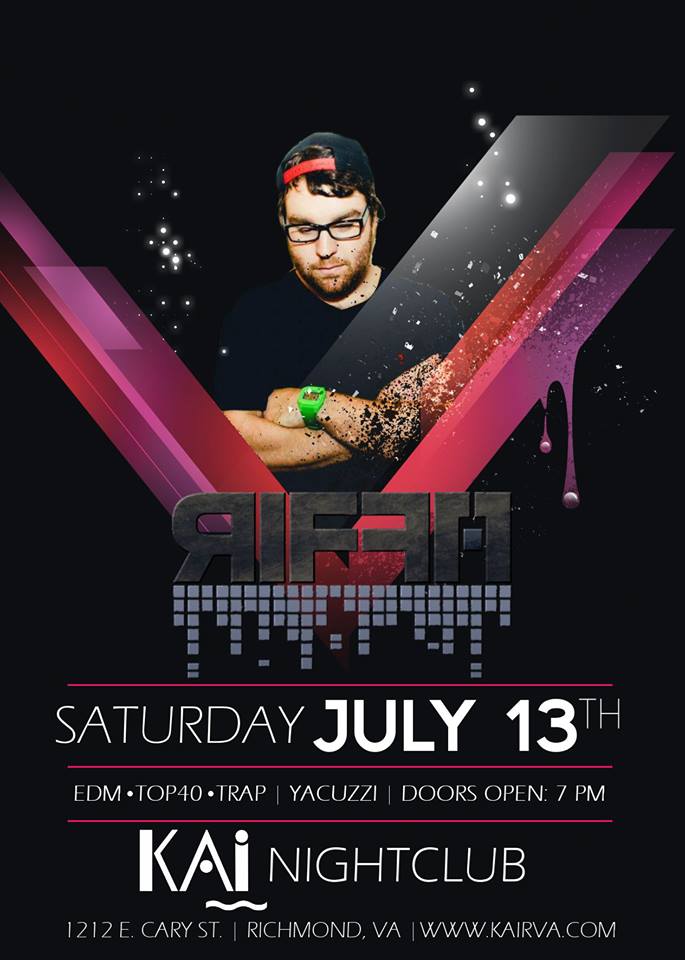 SATURDAY JULY 13TH
EDM•TOP40•TRAP | YACUZZI | DOORS OPEN: 7 PM
KAi NIGHTCLUB
1212 E. CARY ST. | RICHMOND, VA | WWW.KAIRVA.COM